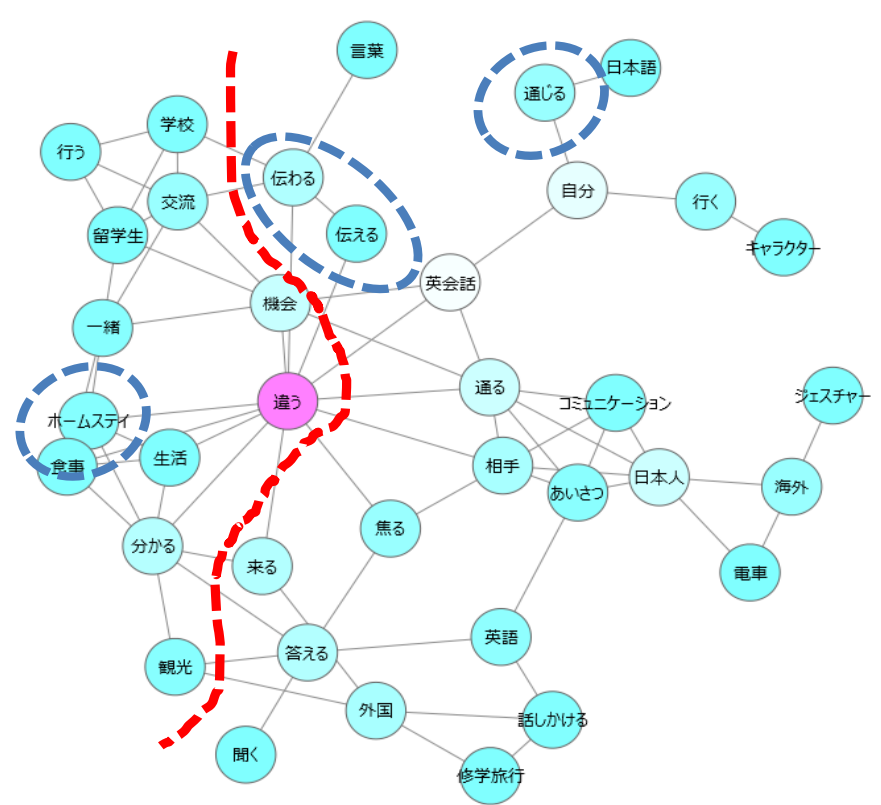 言葉
日本語
通じる
学校
行う
伝わる
自分
交流
行く
留学生
伝える
キャラクター
英会話
機会
一緒
通る
違う
ジェスチャー
コミュニケーション
ホームステイ
生活
食事
相手
日本人
海外
あいさつ
焦る
分かる
来る
電車
英語
答える
観光
外国
話しかける
聞く
修学旅行